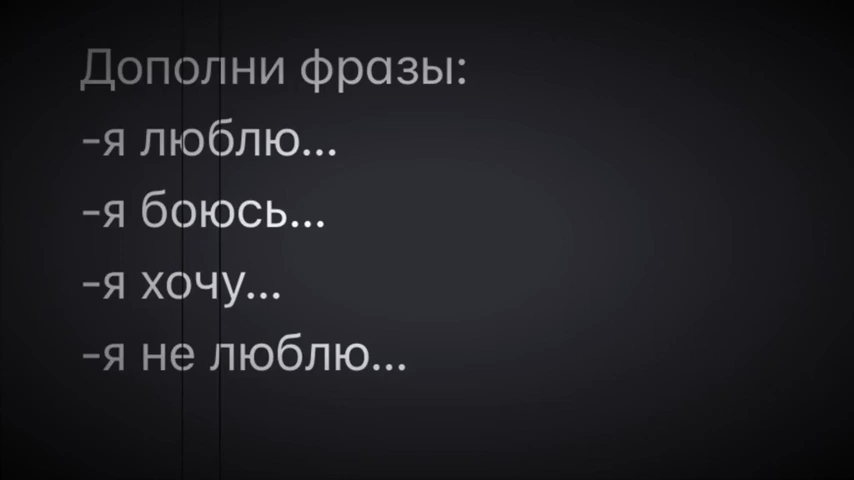 Дополни фразы:
-я люблю...
-я боюсь...
-я хочу...
-я не люблю...